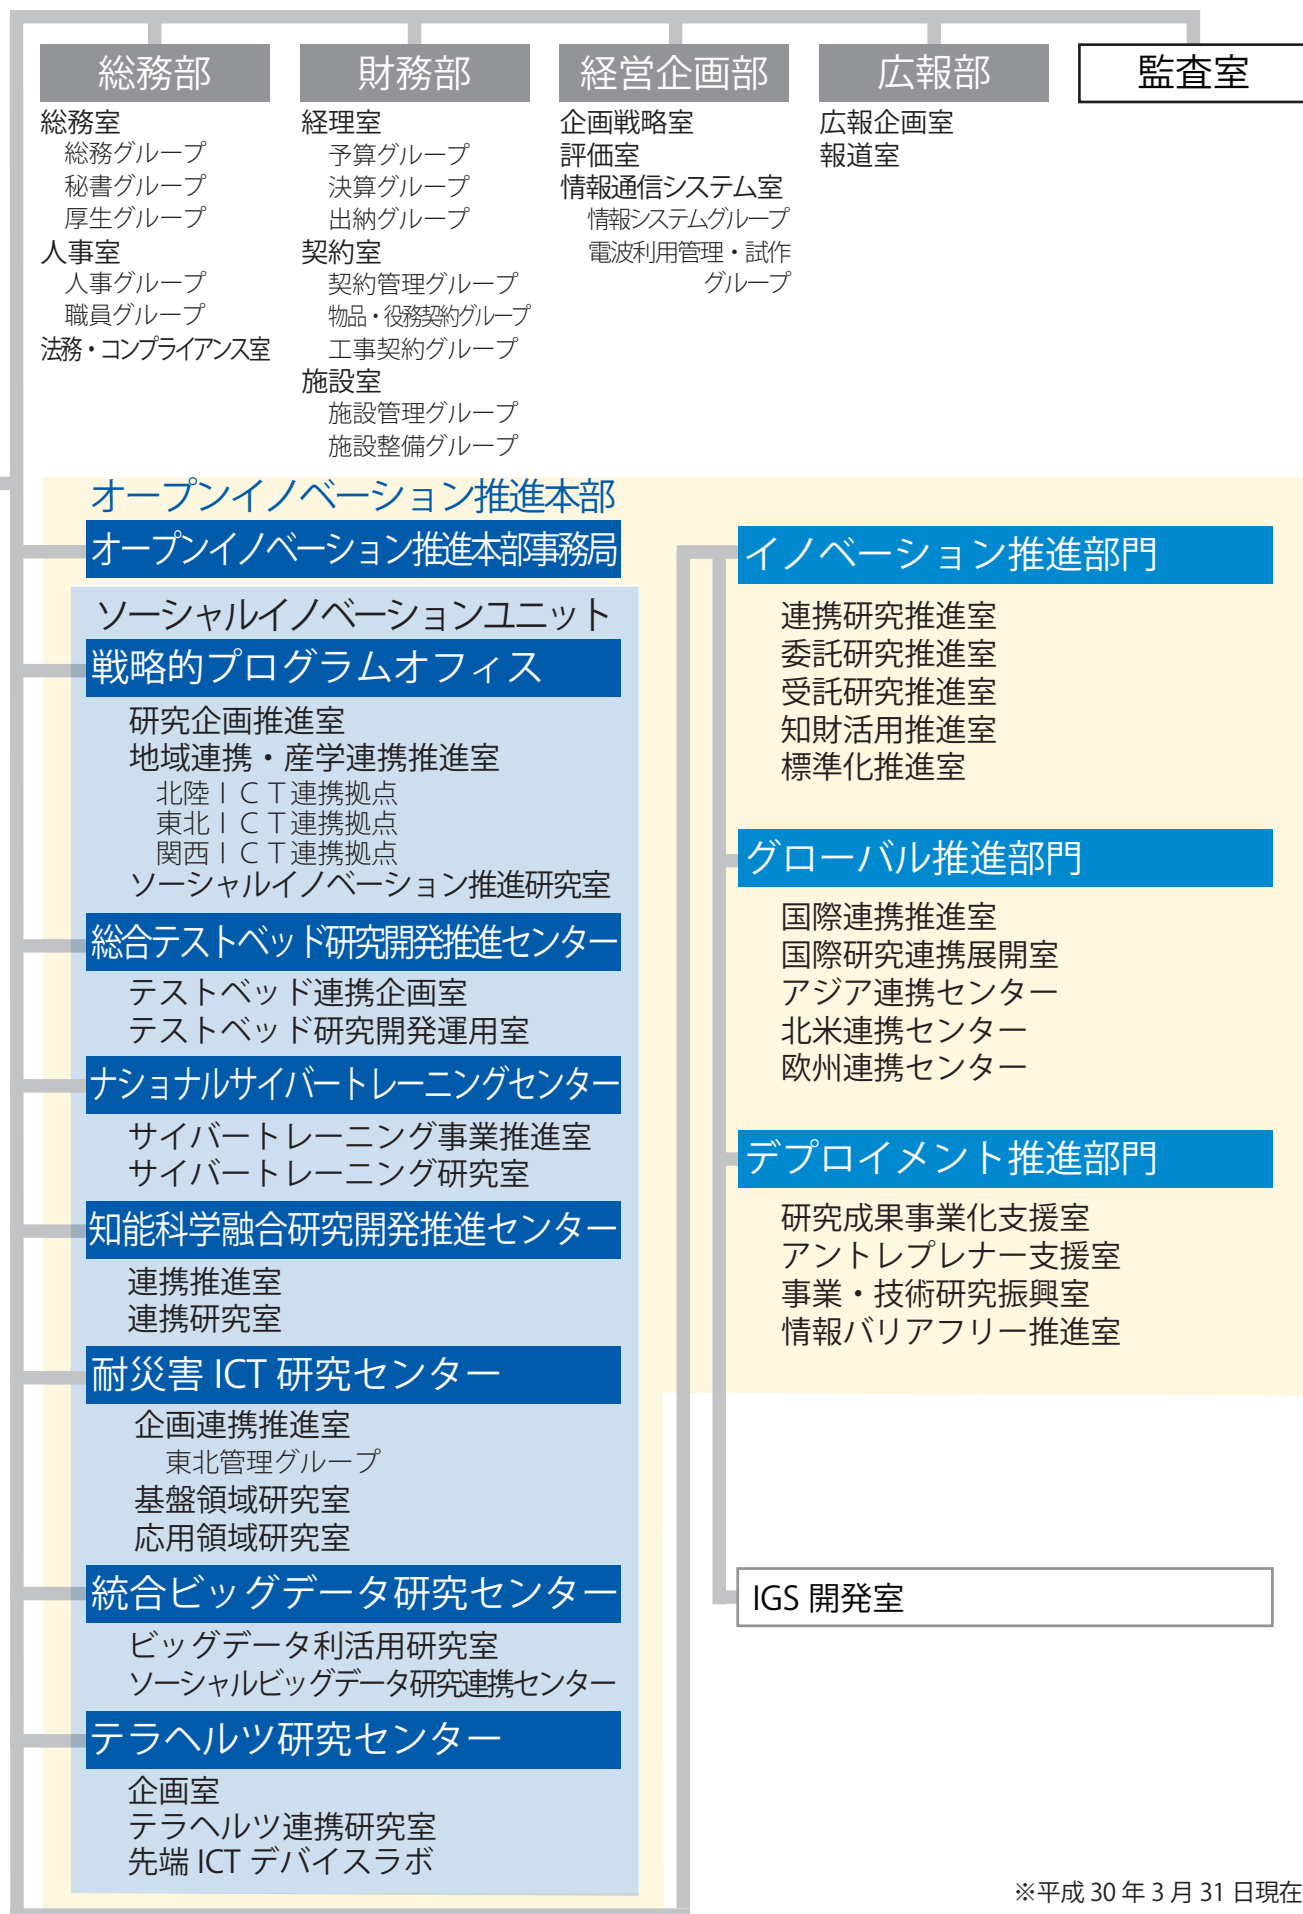 総務部
総務室
総務グループ
秘書グループ
厚生グループ
人事室
人事グループ
職員グループ
法務・コンプライアンス室
財務部
経理室
予算グループ
決算グループ
出納グループ
契約室
契約管理グループ
物品・役務契約グループ
工事契約グループ
施設室
施設管理グループ
施設整備グループ
経営企画部
企画戦略室
評価室
情報通信システム室
情報システムグループ
電波利用管理・試作
グループ
広報部
広報企画室
報道室
監査室
オープンイノベーション推進本部
オープンイノベーション推進本部事務局
ソーシャルイノベーションユニット
戦略的プログラムオフィス
研究企画推進室
地域連携・産学連携推進室
北陸ＩＣＴ連携拠点
東北ＩＣＴ連携拠点
関西ＩＣＴ連携拠点
ソーシャルイノベーション推進研究室
総合テストベッド研究開発推進センター
テストベッド連携企画室
テストベッド研究開発運用室
ナショナルサイバートレーニングセンター
サイバートレーニング事業推進室
サイバートレーニング研究室
知能科学融合研究開発推進センター
連携推進室
連携研究室
耐災害 ICT 研究センター
企画連携推進室
東北管理グループ
基盤領域研究室
応用領域研究室
統合ビッグデータ研究センター
ビッグデータ利活用研究室
ソーシャルビッグデータ研究連携センター
テラヘルツ研究センター
企画室
テラヘルツ連携研究室
先端 ICT デバイスラボ
イノベーション推進部門
連携研究推進室
委託研究推進室
受託研究推進室
知財活用推進室
標準化推進室
グローバル推進部門
国際連携推進室
国際研究連携展開室
アジア連携センター
北米連携センター
欧州連携センター
デプロイメント推進部門
研究成果事業化支援室
アントレプレナー支援室
事業・技術研究振興室
情報バリアフリー推進室
IGS 開発室
※平成 30 年 3 月 31 日現在